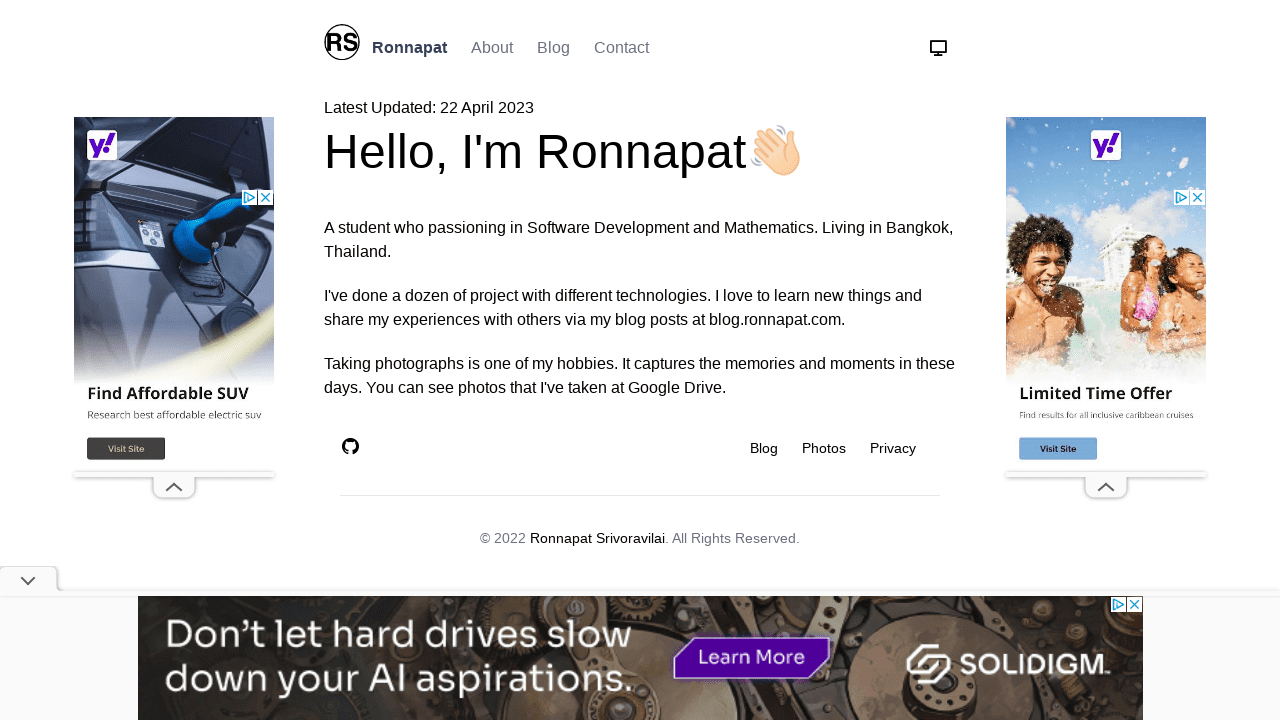 RS Ronnapat About Blog Contact
Latest Updated: 22 April 2023
Hello, I'm Ronnapat
A student who passioning in Software Development and Mathematics. Living in Bangkok,
Thailand.
I've done a dozen of project with different technologies. I love to learn new things and
share my experiences with others via my blog posts at blog.ronnapat.com.
Taking photographs is one of my hobbies. It captures the memories and moments in these
days. You can see photos that I've taken at Google Drive.
Blog Photos Privacy
© 2022 Ronnapat Srivoravilai. All Rights Reserved.
y!
Find Affordable SUV
Research best affordable electric suv
Visit Site
y!
Limited Time Offer
Find results for all inclusive caribbean cruises
Visit Site
Don't let hard drives slow
down your AI aspirations.
Learn More
SOLIDIGM